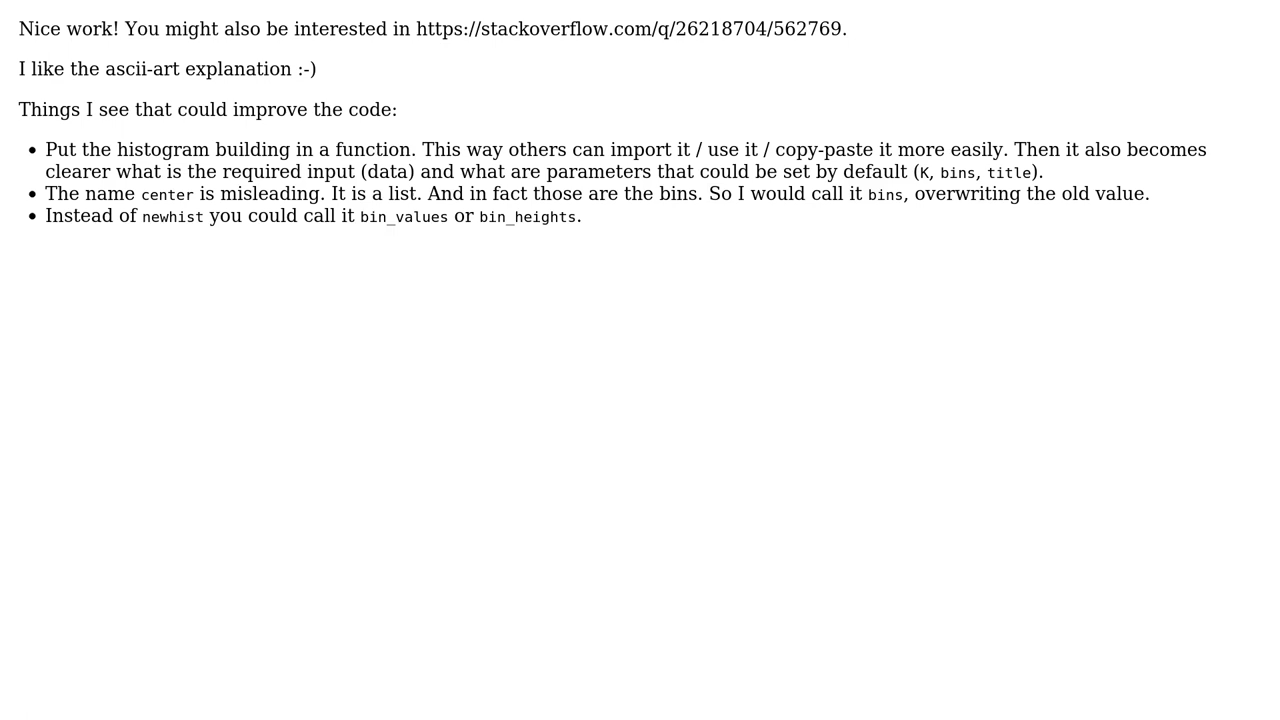 Nice work! You might also be interested in https://stackoverflow.com/q/26218704/562769.
I like the ascii-art explanation :-)
Things I see that could improve the code:
• Put the histogram building in a function. This way others can import it / use it / copy-paste it more easily. Then it also becomes
clearer what is the required input (data) and what are parameters that could be set by default (K, bins, title).
• The name center is misleading. It is a list. And in fact those are the bins. So I would call it bins, overwriting the old value.
• Instead of newhist you could call it bin_values or bin_heights.